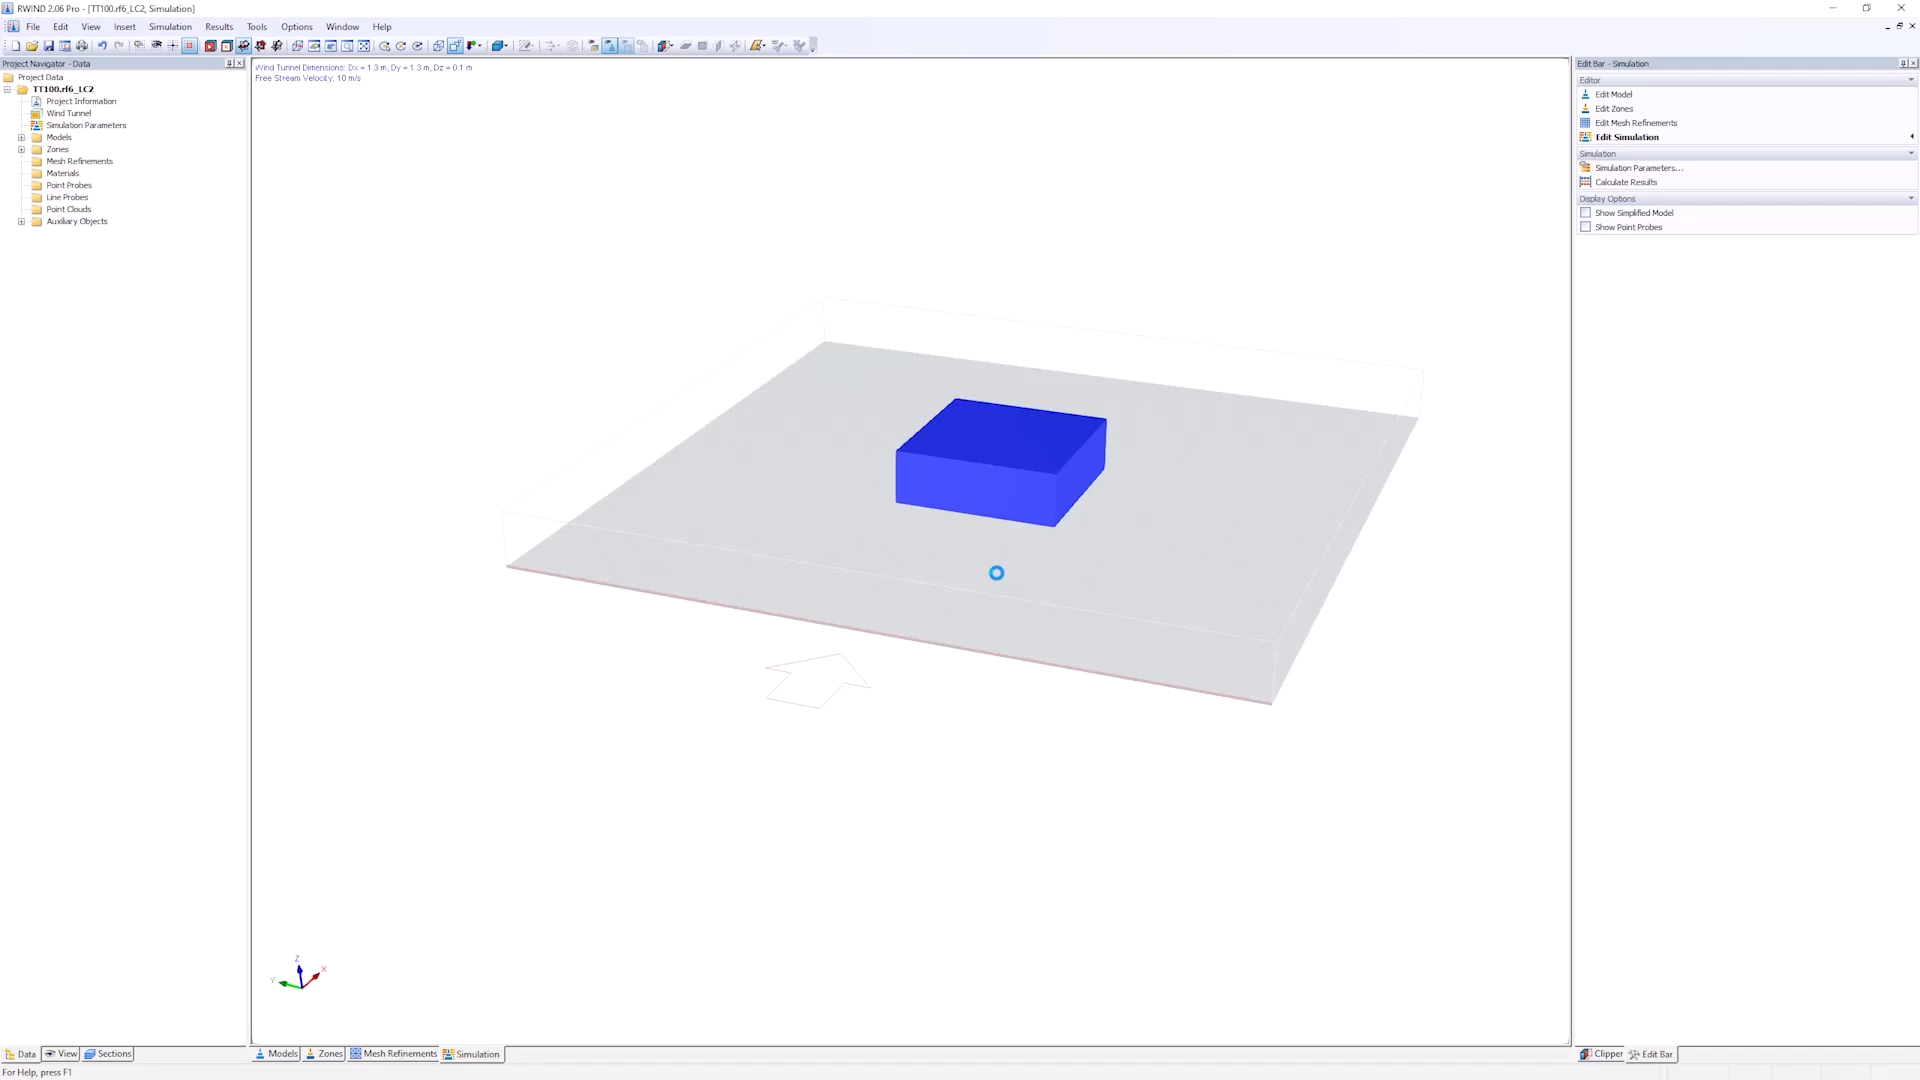 RWIND 2.06 Pro - [TT100.rf6_LC2, Simulation]
File Edit View Insert Simulation Results Tools Options Window Help
Project Navigator - Data
Project Data
TT100.rf6_LC2
Project Information
Wind Tunnel
Simulation Parameters
Models
Zones
Mesh Refinements
Materials
Point Probes
Line Probes
Point Clouds
Auxiliary Objects
Wind Tunnel Dimensions: Dx = 1.3 m, Dy = 1.3 m, Dz = 0.1 m
Free Stream Velocity: 10 m/s
Z
Y
X
Edit Bar - Simulation
Editor
Edit Model
Edit Zones
Edit Mesh Refinements
Edit Simulation
Simulation
Simulation Parameters...
Calculate Results
Display Options
Show Simplified Model
Show Point Probes
Data View Sections
Models Zones Mesh Refinements Simulation
Clipper Edit Bar
For Help, press F1